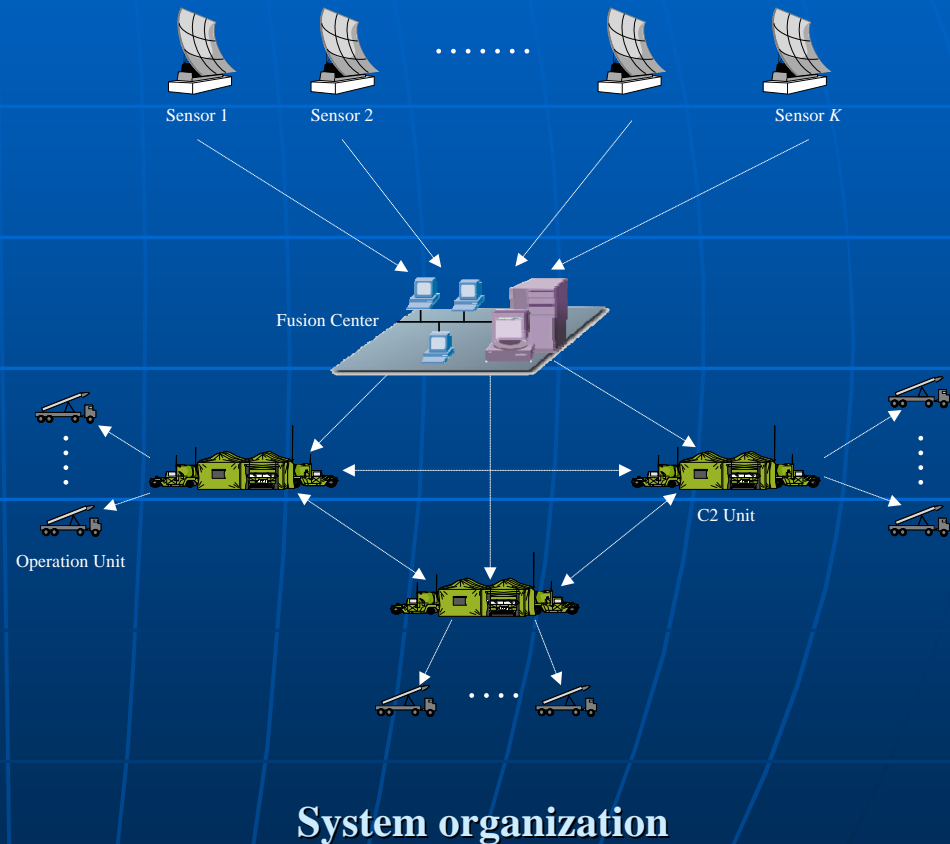 Sensor 1
Sensor 2
Sensor K
Fusion Center
C2 Unit
Operation Unit
System organization